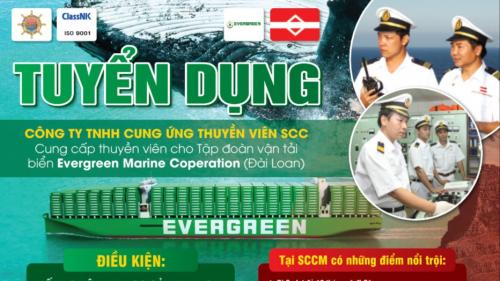 ClassNK
ISO 9001
EVERGREEN
TUYỂN DỤNG
CÔNG TY TNHH CUNG ỨNG THUYỀN VIÊN SCC
Cung cấp thuyền viên cho Tập đoàn vận tải
biển Evergreen Marine Coperation (Đài Loan)
EVERGREEN
ĐIỀU KIỆN:
Tại SCCM có những điểm nổi trội: